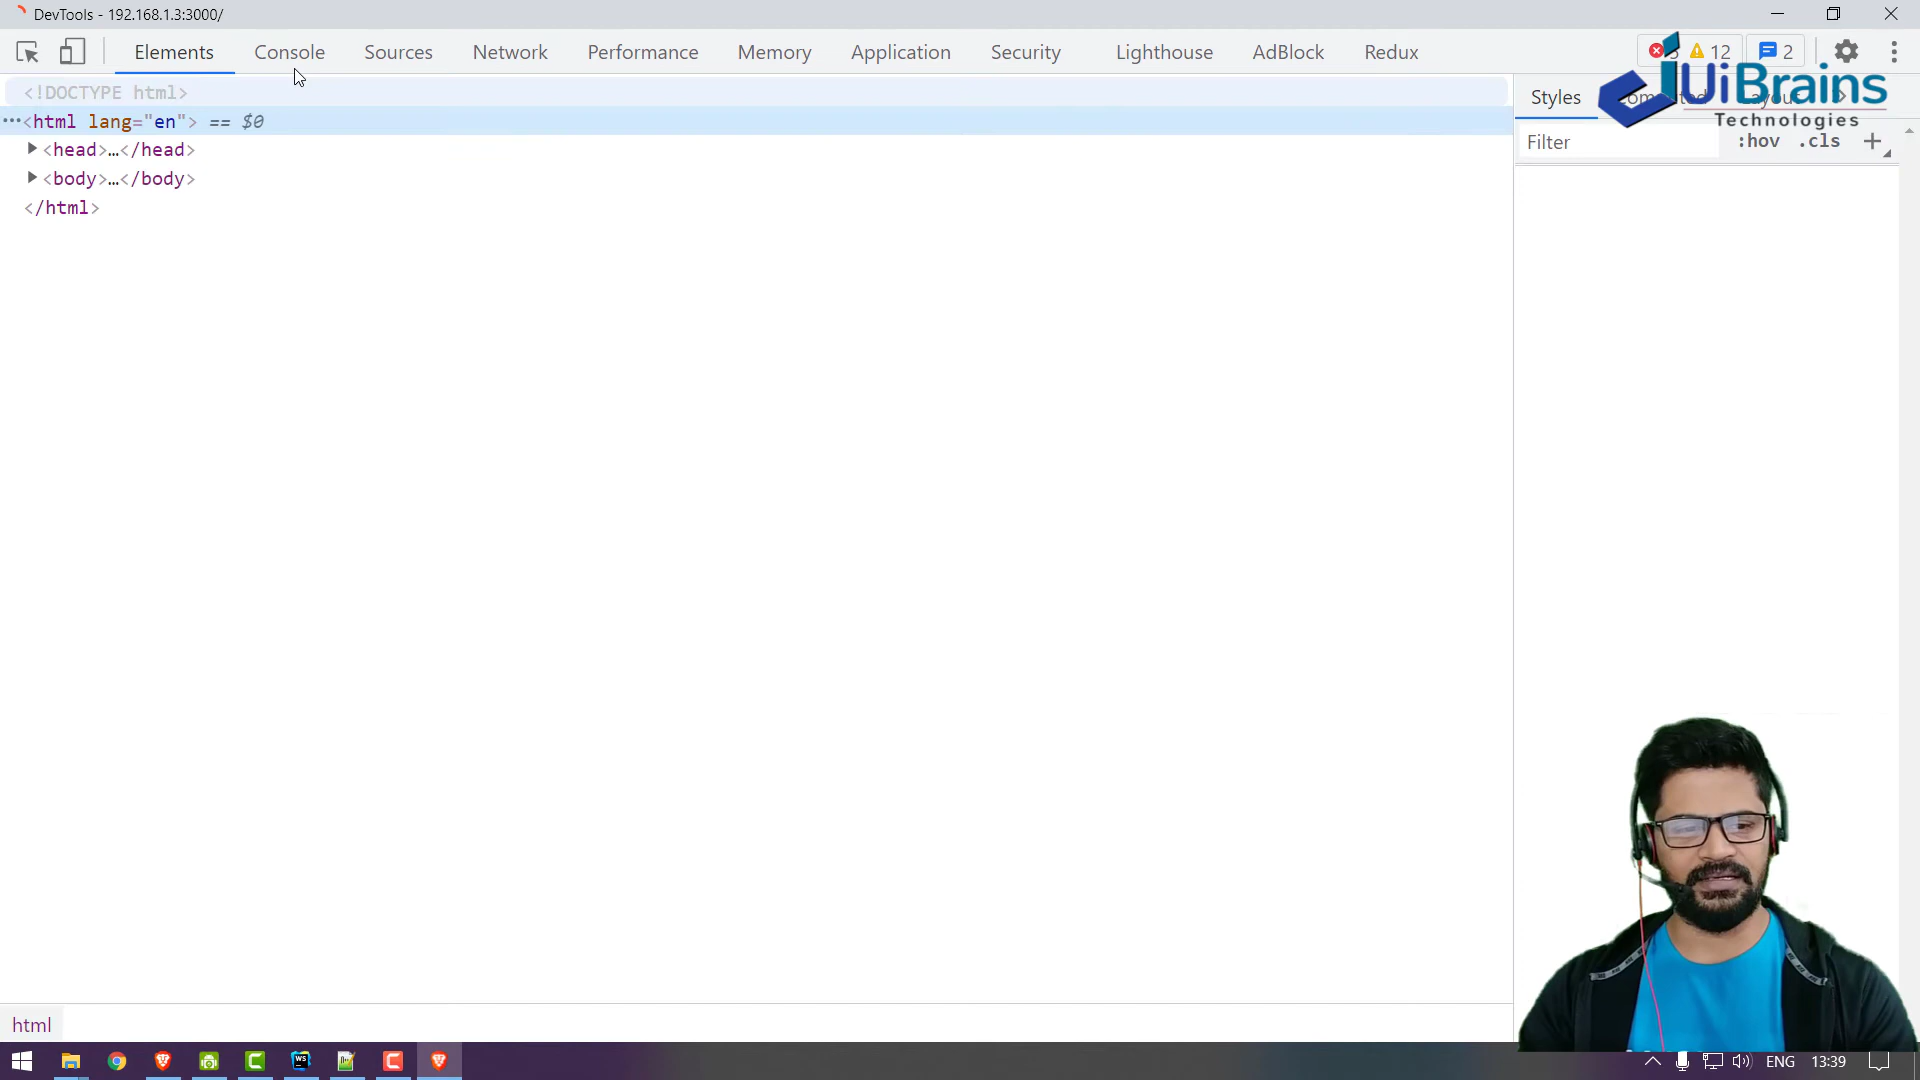 DevTools - 192.168.1.3:3000/
Elements Console Sources Network Performance Memory Application Security Lighthouse AdBlock Redux 12 2
UiBrains
Technologies
<!DOCTYPE html>
<html lang="en"> == $0
<head>…</head>
<body>…</body>
</html>
Styles
Filter :hov .cls
html
WS
ENG 13:39